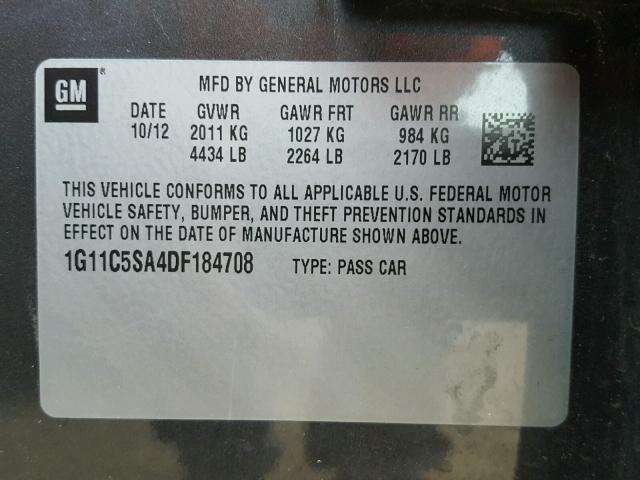 GM®
MFD BY GENERAL MOTORS LLC
DATE GVWR GAWR FRT GAWR RR
10/12 2011 KG 1027 KG 984 KG
4434 LB 2264 LB 2170 LB
THIS VEHICLE CONFORMS TO ALL APPLICABLE U.S. FEDERAL MOTOR
VEHICLE SAFETY, BUMPER, AND THEFT PREVENTION STANDARDS IN
EFFECT ON THE DATE OF MANUFACTURE SHOWN ABOVE.
1G11C5SA4DF184708 TYPE: PASS CAR